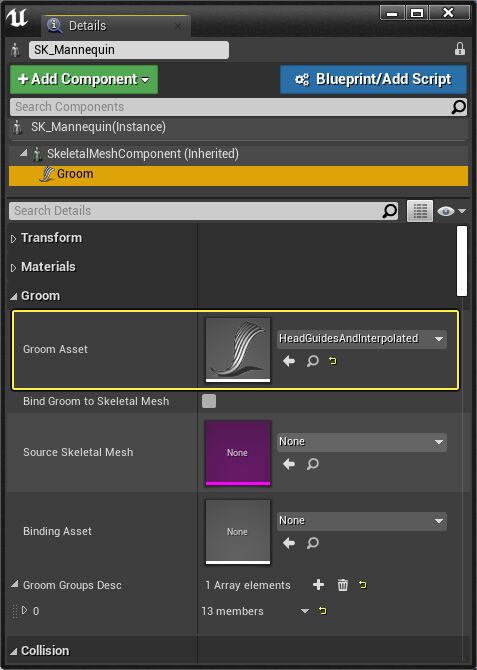 Details
SK_Mannequin
+Add Component
Blueprint/Add Script
Search Components
SK_Mannequin(Instance)
SkeletalMeshComponent (Inherited)
Groom
Search Details
Transform
Materials
Groom
Groom Asset
HeadGuidesAndInterpolated
Bind Groom to Skeletal Mesh
Source Skeletal Mesh
None
None
Binding Asset
None
None
Groom Groups Desc
1 Array elements
0
13 members
Collision